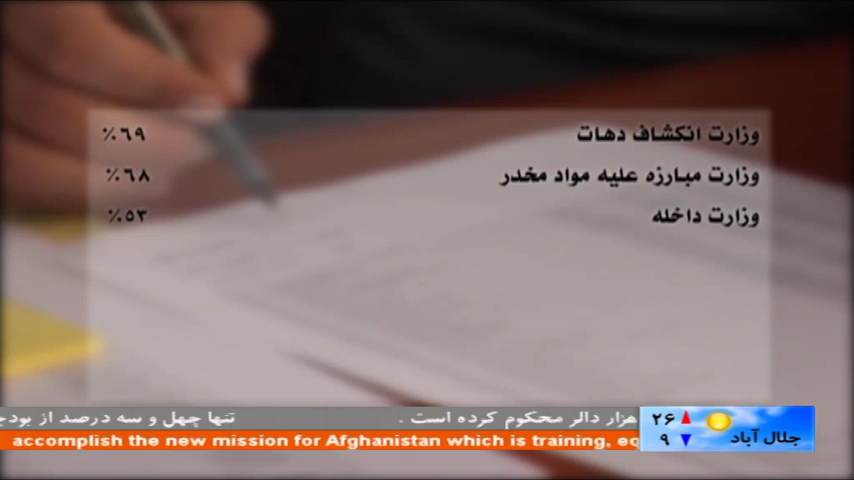 وزارت انکشاف دهات ٪۶۹
وزارت مبارزه علیه مواد مخدر ٪۶۸
وزارت داخله ٪۵۳
هزار دالر محکوم کرده است . تنها چهل و سه درصد از بودج
accomplish the new mission for Afghanistan which is training, eq
۲۶
۹
جلال آباد